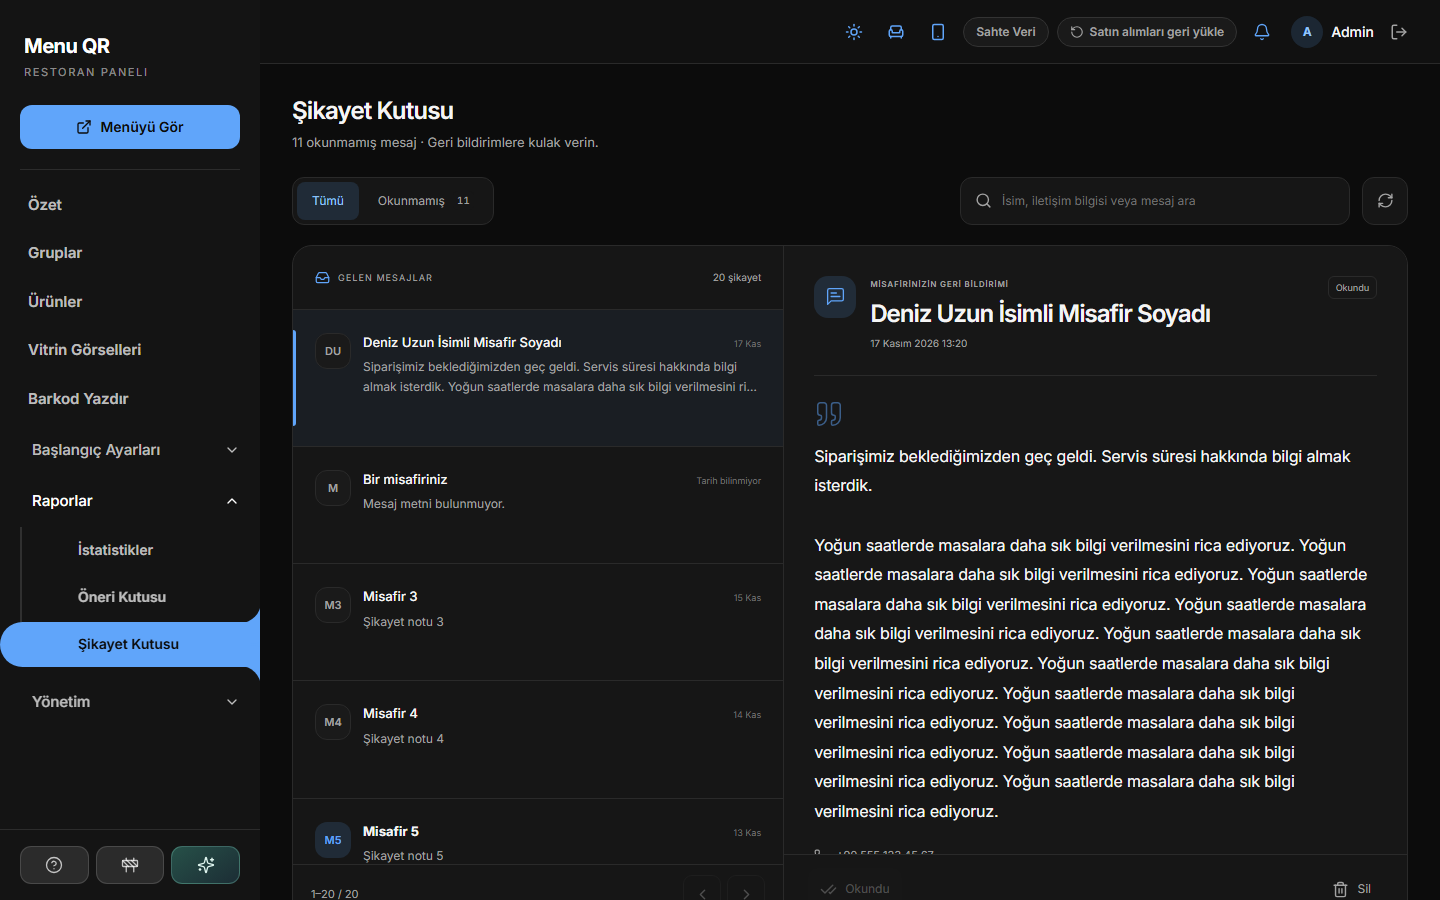 Menu QR
RESTORAN PANELİ
Menüyü Gör
Özet
Gruplar
Ürünler
Vitrin Görselleri
Barkod Yazdır
Başlangıç Ayarları
Raporlar
İstatistikler
Öneri Kutusu
Şikayet Kutusu
Yönetim
Sahte Veri
Satın alımları geri yükle
A
Admin
Şikayet Kutusu
11 okunmamış mesaj · Geri bildirimlere kulak verin.
Tümü
Okunmamış 11
İsim, iletişim bilgisi veya mesaj ara
GELEN MESAJLAR
20 şikayet
DU
Deniz Uzun İsimli Misafir Soyadı
17 Kas
Siparişimiz beklediğimizden geç geldi. Servis süresi hakkında bilgi
almak isterdik. Yoğun saatlerde masalara daha sık bilgi verilmesini ri...
M
Bir misafiriniz
Tarih bilinmiyor
Mesaj metni bulunmuyor.
M3
Misafir 3
15 Kas
Şikayet notu 3
M4
Misafir 4
14 Kas
Şikayet notu 4
M5
Misafir 5
13 Kas
Şikayet notu 5
1–20 / 20
MİSAFİRİNİZİN GERİ BİLDİRİMİ
Deniz Uzun İsimli Misafir Soyadı
17 Kasım 2026 13:20
Okundu
Siparişimiz beklediğimizden geç geldi. Servis süresi hakkında bilgi almak
isterdik.
Yoğun saatlerde masalara daha sık bilgi verilmesini rica ediyoruz. Yoğun
saatlerde masalara daha sık bilgi verilmesini rica ediyoruz. Yoğun saatlerde
masalara daha sık bilgi verilmesini rica ediyoruz. Yoğun saatlerde masalara
daha sık bilgi verilmesini rica ediyoruz. Yoğun saatlerde masalara daha sık
bilgi verilmesini rica ediyoruz. Yoğun saatlerde masalara daha sık bilgi
verilmesini rica ediyoruz. Yoğun saatlerde masalara daha sık bilgi
verilmesini rica ediyoruz. Yoğun saatlerde masalara daha sık bilgi
verilmesini rica ediyoruz. Yoğun saatlerde masalara daha sık bilgi
verilmesini rica ediyoruz. Yoğun saatlerde masalara daha sık bilgi
verilmesini rica ediyoruz.
Okundu
Sil